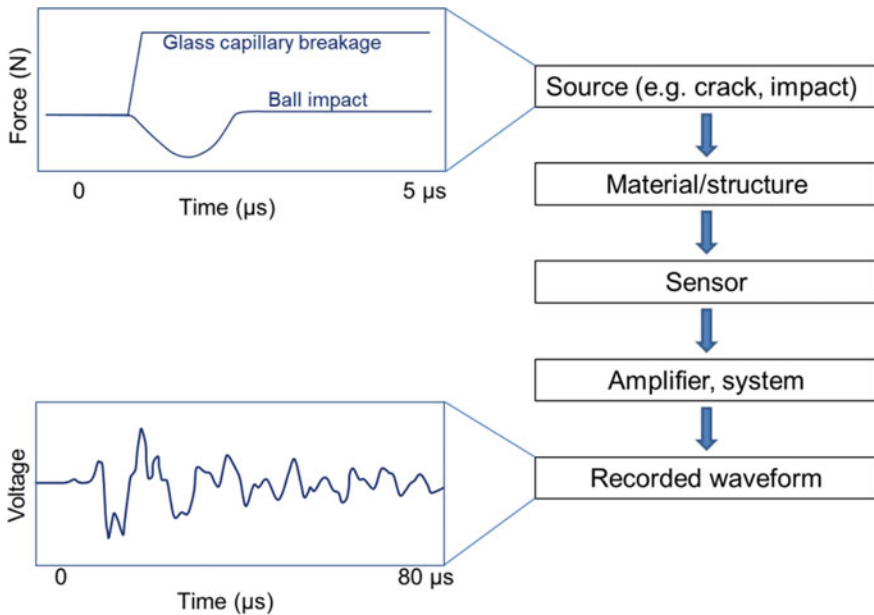 Force (N)
Glass capillary breakage
Ball impact
0
5 µs
Time (µs)
Source (e.g. crack, impact)
Material/structure
Sensor
Amplifier, system
Recorded waveform
Voltage
0
80 µs
Time (µs)